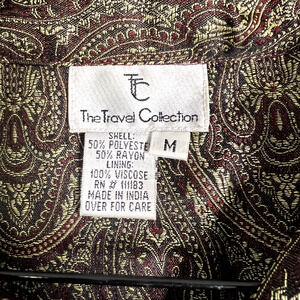 TTC
The Travel Collection
SHELL:
50% POLYESTE
50% RAYON
LINING:
100% VISCOSE
RN # 111183
MADE IN INDIA
OVER FOR CARE
M